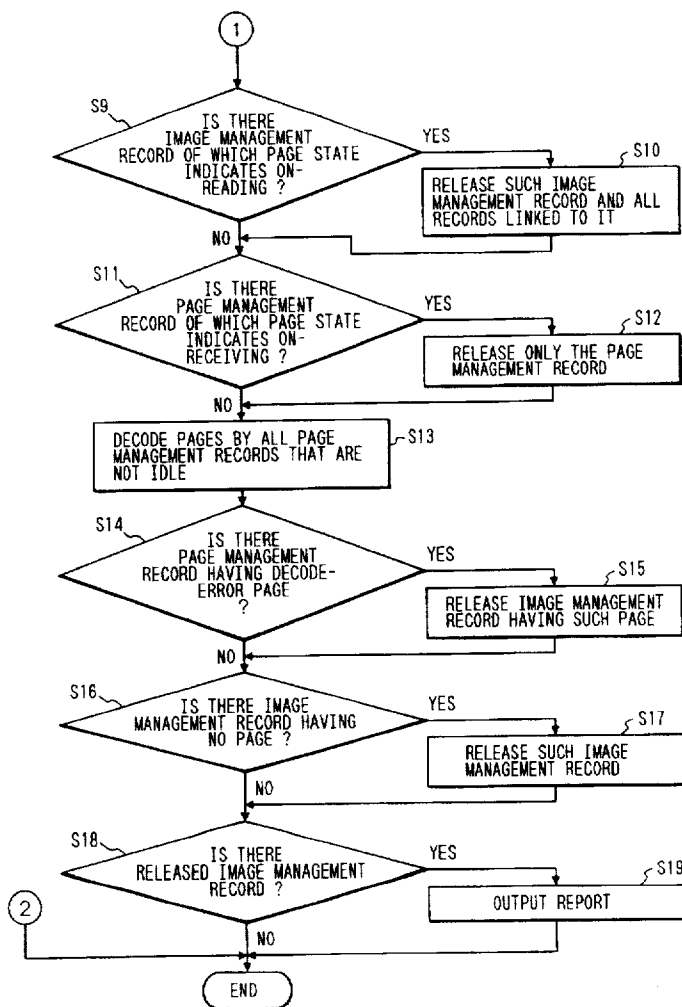 1
S9
IS THERE
IMAGE MANAGEMENT
RECORD OF WHICH PAGE STATE
INDICATES ON-
READING ?
YES
S10
RELEASE SUCH IMAGE
MANAGEMENT RECORD AND ALL
RECORDS LINKED TO IT
NO
S11
IS THERE
PAGE MANAGEMENT
RECORD OF WHICH PAGE STATE
INDICATES ON-
RECEIVING ?
YES
S12
RELEASE ONLY THE PAGE
MANAGEMENT RECORD
NO
DECODE PAGES BY ALL PAGE
MANAGEMENT RECORDS THAT ARE
NOT IDLE
S13
S14
IS THERE
PAGE MANAGEMENT
RECORD HAVING DECODE-
ERROR PAGE
?
YES
S15
RELEASE IMAGE MANAGEMENT
RECORD HAVING SUCH PAGE
NO
S16
IS THERE IMAGE
MANAGEMENT RECORD HAVING
NO PAGE ?
YES
S17
RELEASE SUCH IMAGE
MANAGEMENT RECORD
NO
S18
IS THERE
RELEASED IMAGE MANAGEMENT
RECORD ?
YES
S19
OUTPUT REPORT
2
NO
END